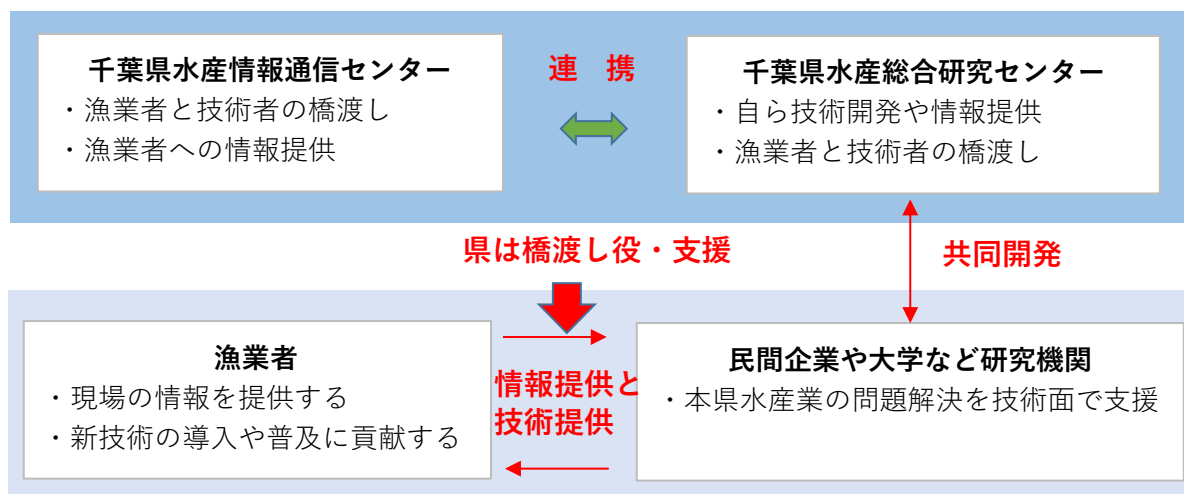 千葉県水産情報通信センター
・漁業者と技術者の橋渡し
・漁業者への情報提供
連 携
千葉県水産総合研究センター
・自ら技術開発や情報提供
・漁業者と技術者の橋渡し
県は橋渡し役・支援
共同開発
漁業者
・現場の情報を提供する
・新技術の導入や普及に貢献する
情報提供と
技術提供
民間企業や大学など研究機関
・本県水産業の問題解決を技術面で支援